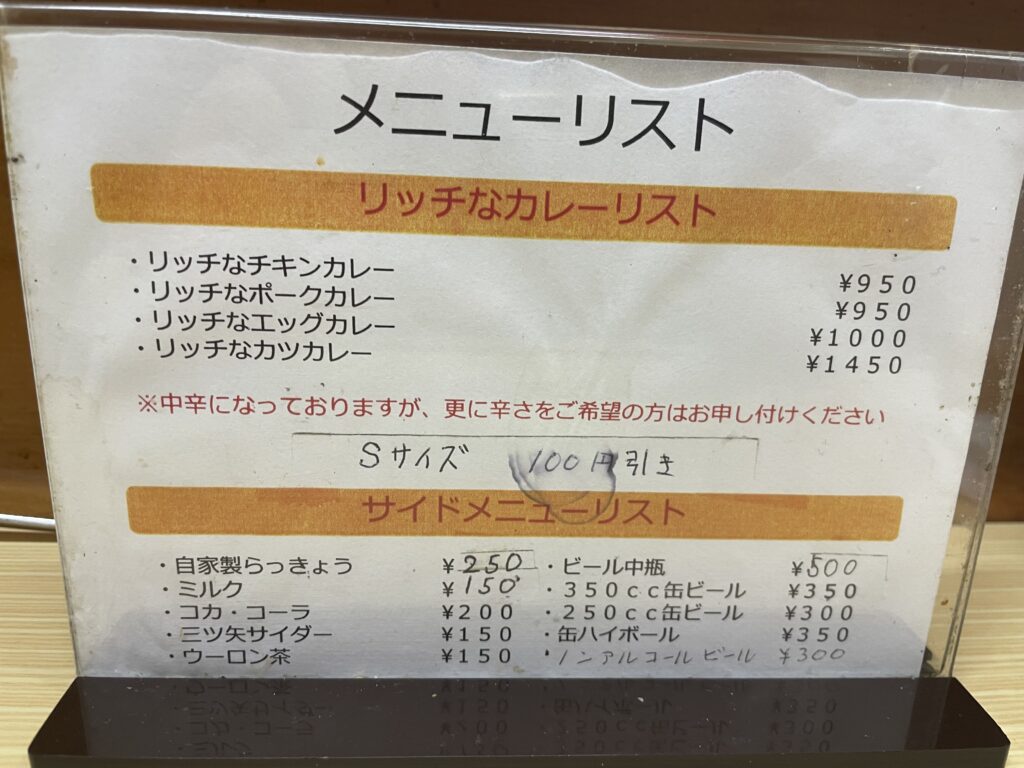 メニューリスト
リッチなカレーリスト
・リッチなチキンカレー ¥950
・リッチなポークカレー ¥950
・リッチなエッグカレー ¥1000
・リッチなカツカレー ¥1450
※中辛になっておりますが、更に辛さをご希望の方はお申し付けください
Sサイズ 100円引き
サイドメニューリスト
・自家製らっきょう ¥250 ・ビール中瓶 ¥500
・ミルク ¥150 ・350cc缶ビール ¥350
・コカ・コーラ ¥200 ・250cc缶ビール ¥300
・三ツ矢サイダー ¥150 ・缶ハイボール ¥350
・ウーロン茶 ¥150 ・ノンアルコールビール ¥300